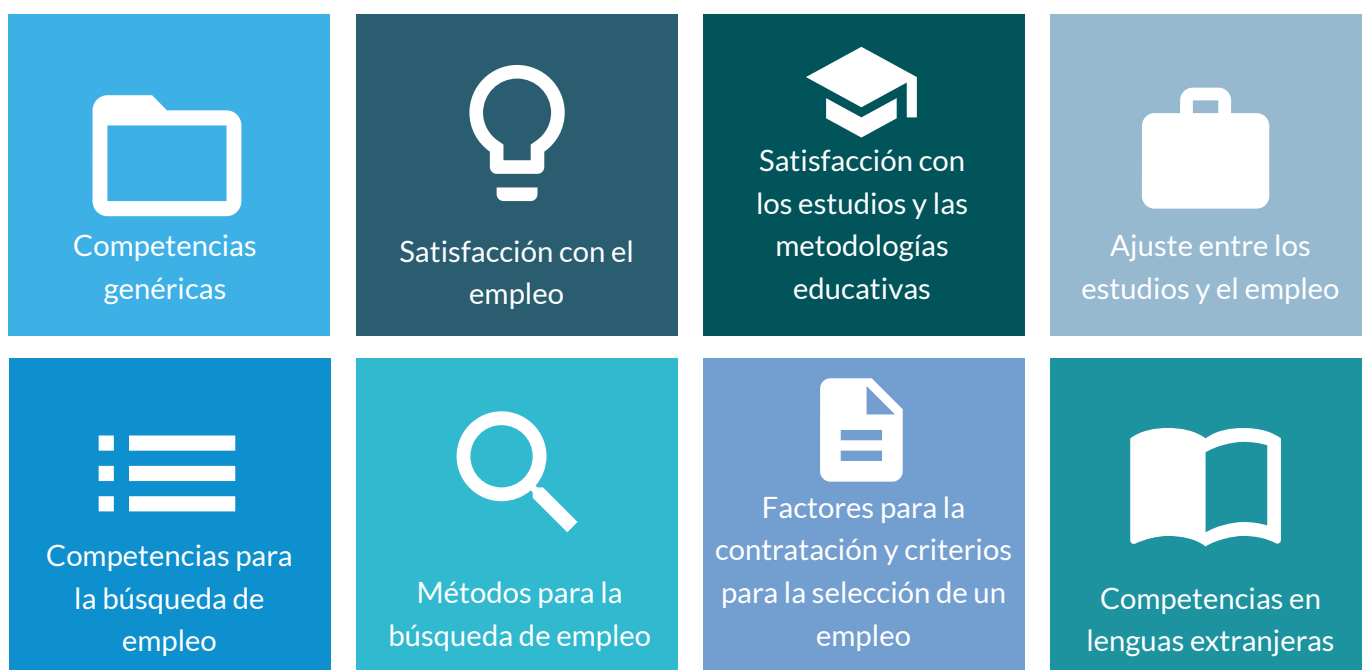 Competencias
genéricas
Satisfacción con el
empleo
Satisfacción con
los estudios y las
metodologías
educativas
Ajuste entre los
estudios y el empleo
Competencias para
la búsqueda de
empleo
Métodos para la
búsqueda de empleo
Factores para la
contratación y criterios
para la selección de un
empleo
Competencias en
lenguas extranjeras